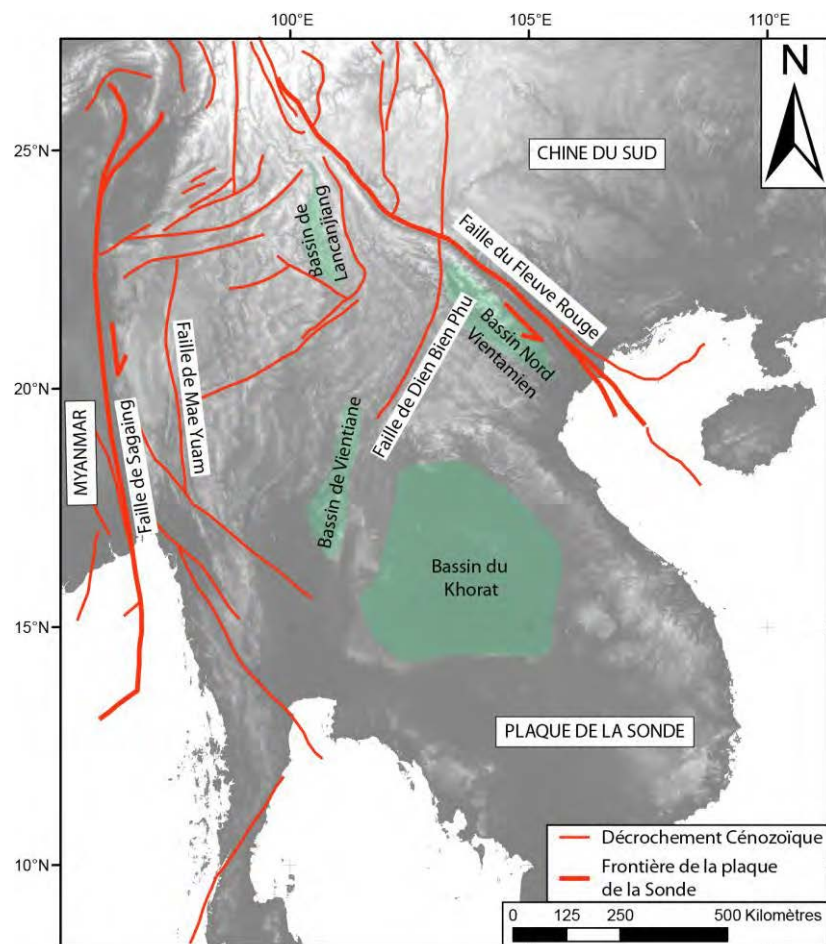 100°E
105°E
110°E
N
25°N
CHINE DU SUD
Bassin de
Lancanjiang
Faille du Fleuve Rouge
Bassin Nord
Vientamien
20°N
Faille de Mae Yuam
Faille de Dien Bien Phu
MYANMAR
Faille de Sagaing
Bassin de Vientiane
Bassin du
Khorat
15°N
PLAQUE DE LA SONDE
10°N
Décrochement Cénozoïque
Frontière de la plaque
de la Sonde
0 125 250 500 Kilomètres